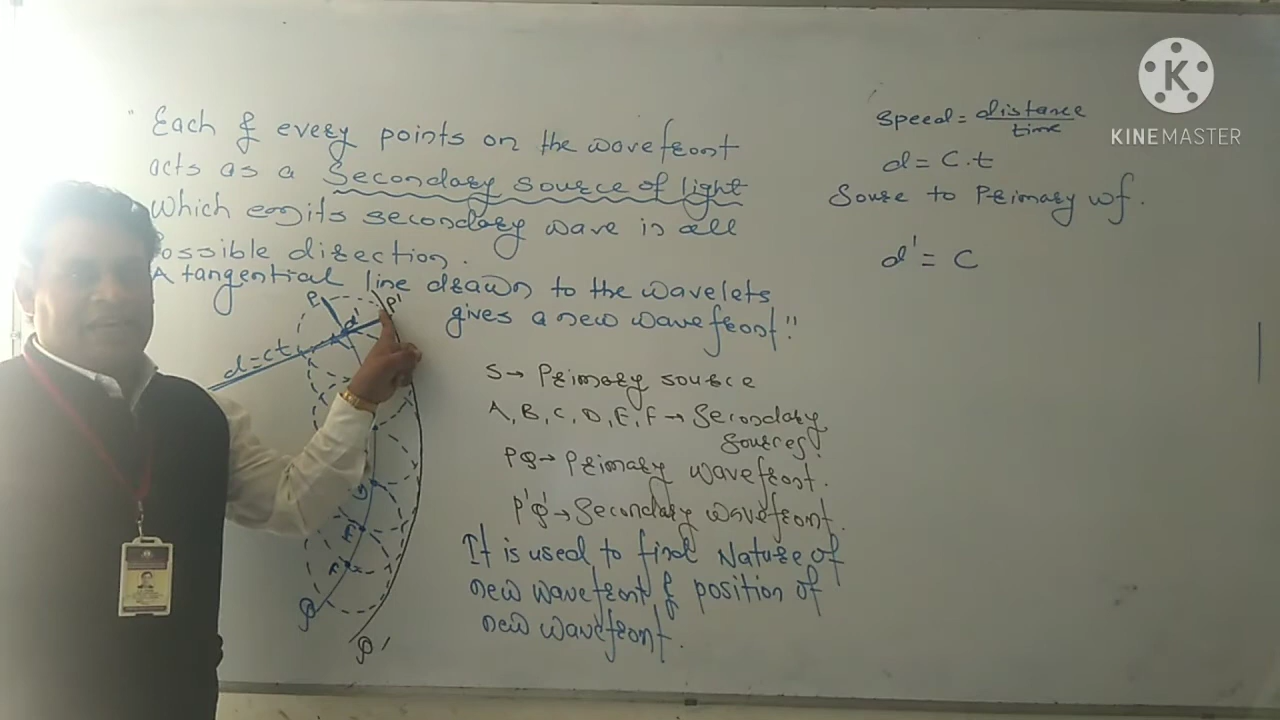 "Each & every points on the wavefront
acts as a Secondary source of light
which emits secondary wave in all
Possible direction.
A tangential line drawn to the wavelets
gives a new wavefront"
P
P'
d
d=ct
Q
Q'
S→ Primary source
A, B, C, D, E, F → Secondary
Sources.
PQ→ Primary wavefront.
P'Q'→ Secondary wavefront.
It is used to find Nature of
new wavefront & position of
new wavefront.
speed = distance
time
d = C.t
Sourse to Primary wf.
d' = C
KINEMASTER